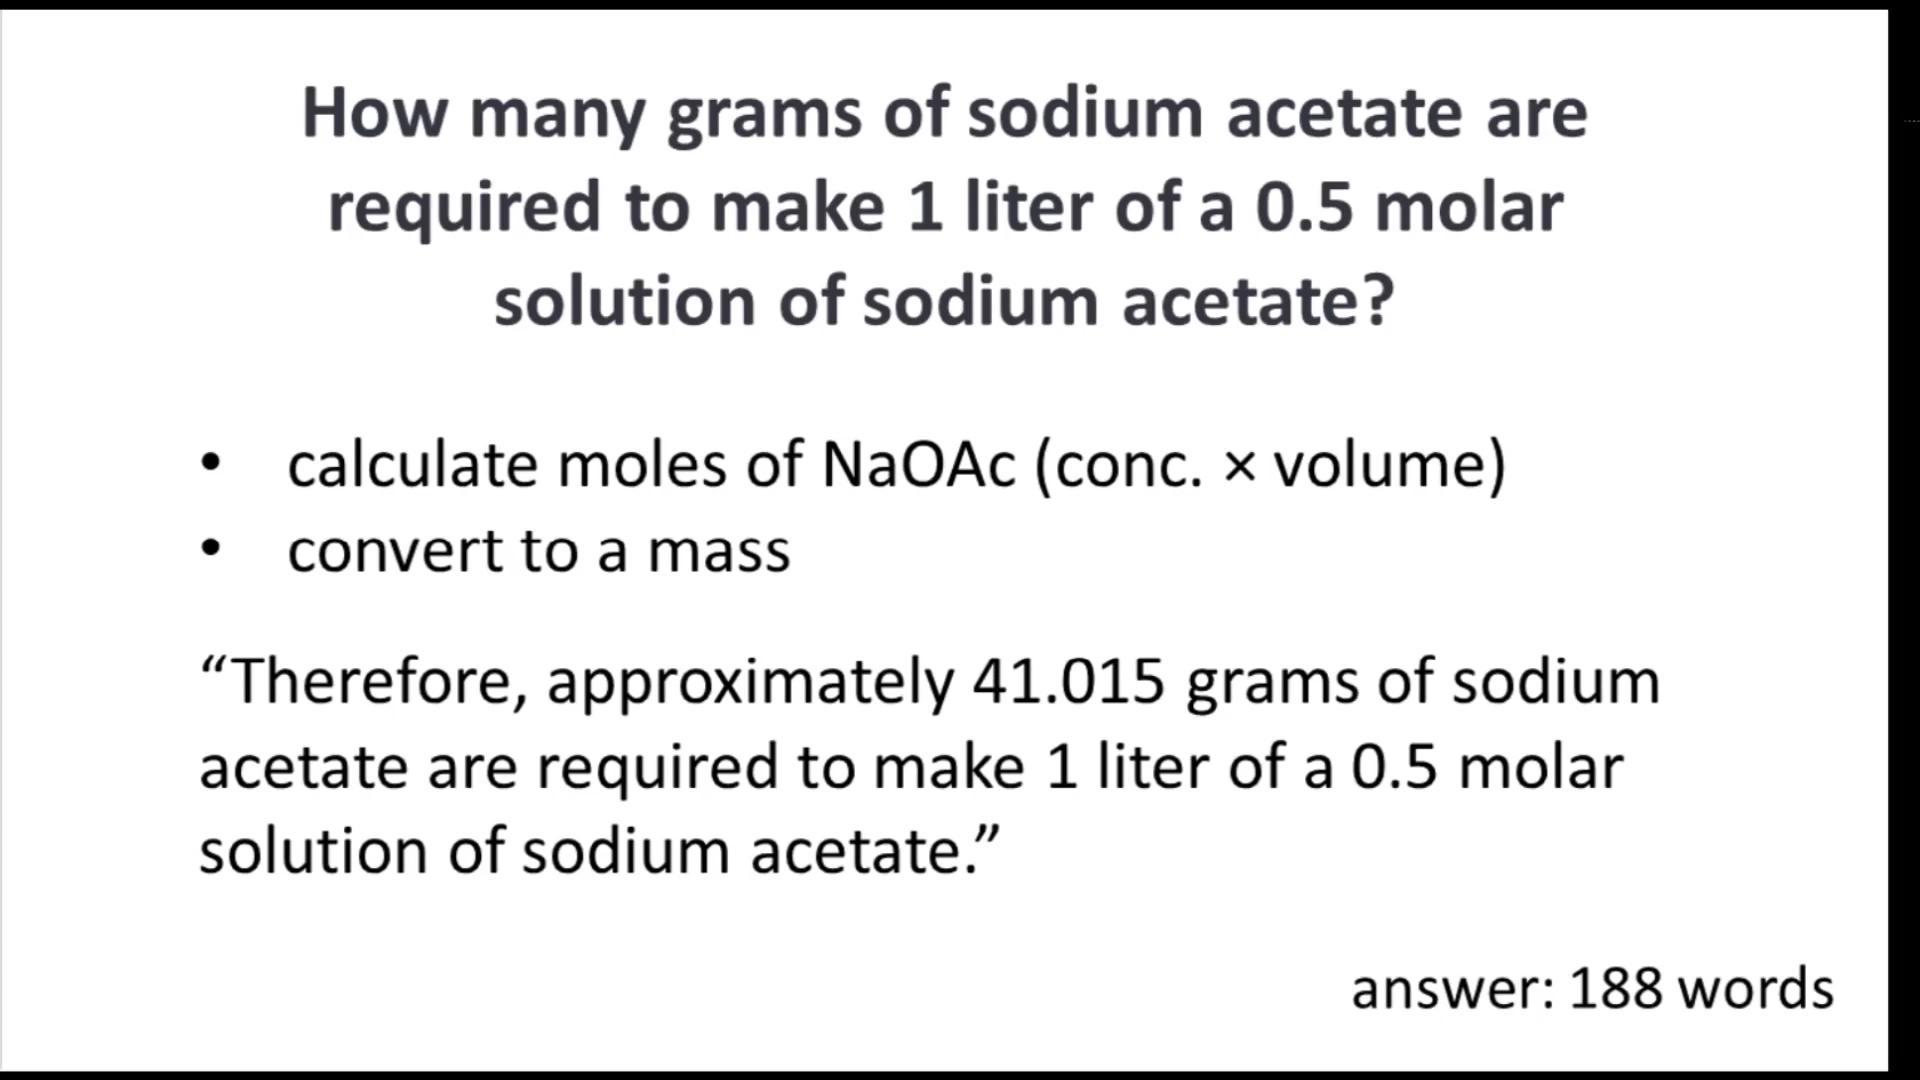 How many grams of sodium acetate are
required to make 1 liter of a 0.5 molar
solution of sodium acetate?
• calculate moles of NaOAc (conc. × volume)
• convert to a mass
“Therefore, approximately 41.015 grams of sodium
acetate are required to make 1 liter of a 0.5 molar
solution of sodium acetate.”
answer: 188 words